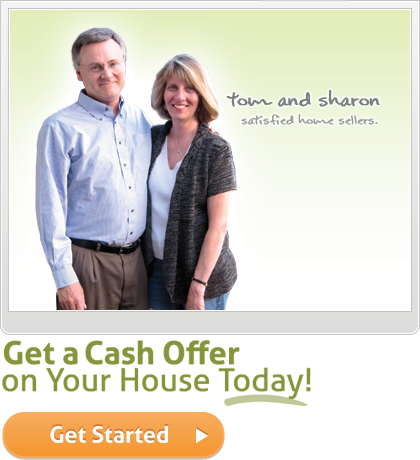 tom and sharon
satisfied home sellers.
Get a Cash Offer
on Your House Today!
Get Started